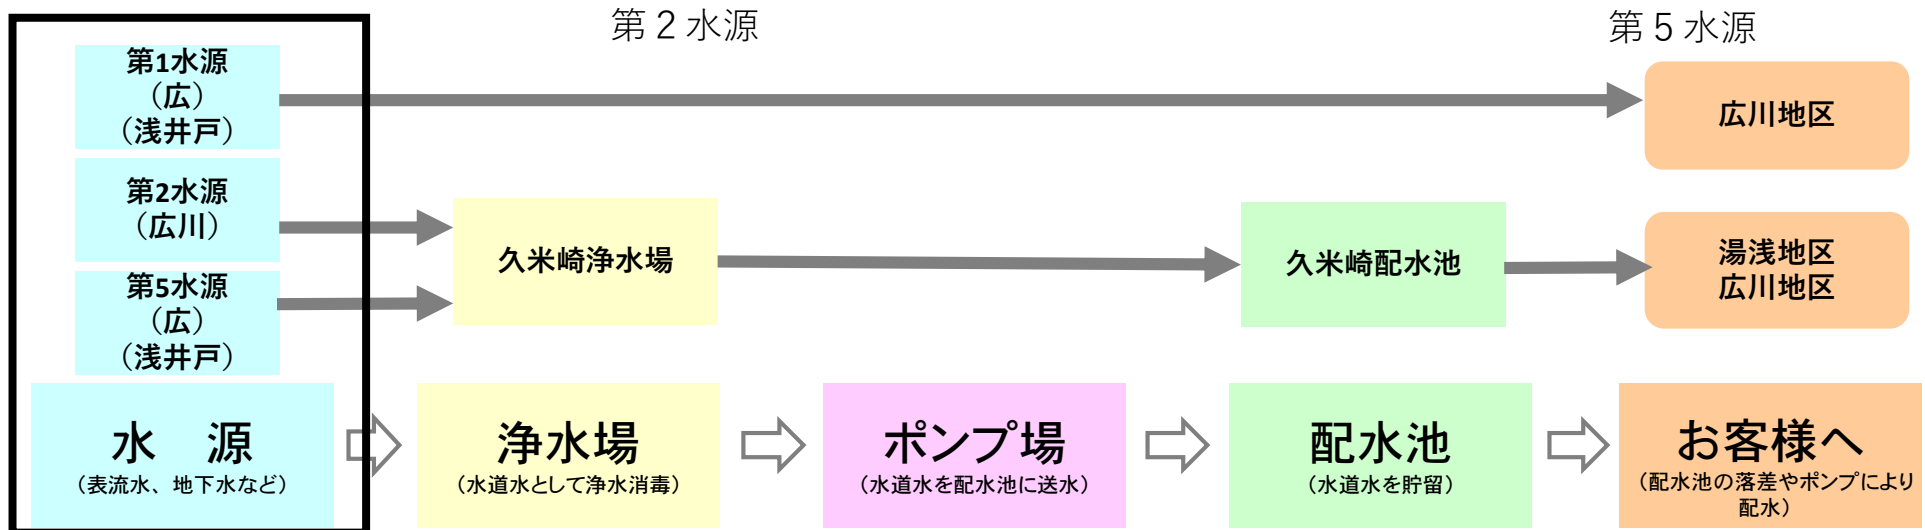 第２水源
第５水源
第1水源
（広）
（浅井戸）
広川地区
第2水源
（広川）
久米崎浄水場
久米崎配水池
湯浅地区
広川地区
第5水源
（広）
（浅井戸）
水　源
（表流水、地下水など）
浄水場
（水道水として浄水消毒）
ポンプ場
（水道水を配水池に送水）
配水池
（水道水を貯留）
お客様へ
（配水池の落差やポンプにより
配水）